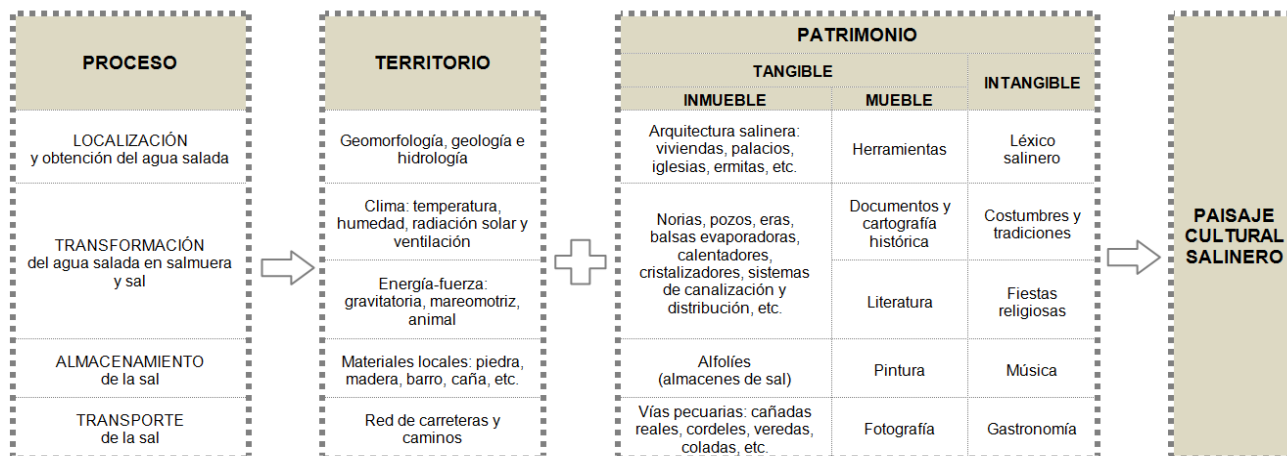 PROCESO
LOCALIZACIÓN
y obtención del agua salada
TRANSFORMACIÓN
del agua salada en salmuera
y sal
ALMACENAMIENTO
de la sal
TRANSPORTE
de la sal
TERRITORIO
Geomorfología, geología e
hidrología
Clima: temperatura,
humedad, radiación solar y
ventilación
Energía-fuerza:
gravitatoria, mareomotriz,
animal
Materiales locales: piedra,
madera, barro, caña, etc.
Red de carreteras y
caminos
PATRIMONIO
TANGIBLE
INTANGIBLE
INMUEBLE
MUEBLE
Arquitectura salinera:
viviendas, palacios,
iglesias, ermitas, etc.
Herramientas
Léxico
salinero
Norias, pozos, eras,
balsas evaporadoras,
calentadores,
cristalizadores, sistemas
de canalización y
distribución, etc.
Documentos y
cartografía
histórica
Costumbres y
tradiciones
Literatura
Fiestas
religiosas
Alfolíes
(almacenes de sal)
Pintura
Música
Vías pecuarias: cañadas
reales, cordeles, veredas,
coladas, etc.
Fotografía
Gastronomía
PAISAJE
CULTURAL
SALINERO